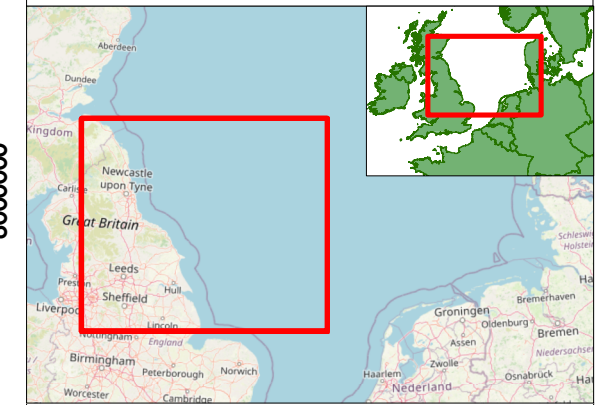 Aberdeen
Dundee
Kingdom
Newcastle
upon Tyne
Carlisle
Great Britain
Schleswig
Holstein
Leeds
Preston
Hull
Sheffield
Liverpool
Bremerhaven
Groningen
Lincoln
Oldenburg
Nottingham
England
Bremen
Assen
Niedersachsen
Birmingham
Zwolle
Peterborough
Norwich
Haarlem
Osnabrück
Nederland
Worcester
Cambridge